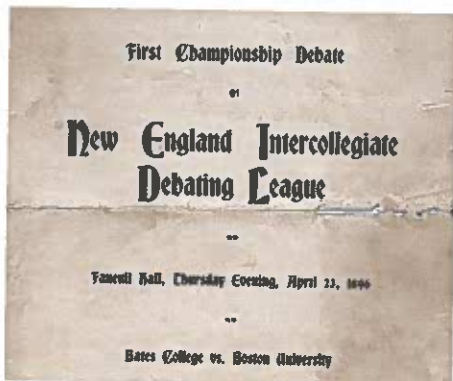 First Championship Debate
of
New England Intercollegiate
Debating League
Faneuil Hall, Thursday Evening, April 23, 1896
Bates College vs. Boston University